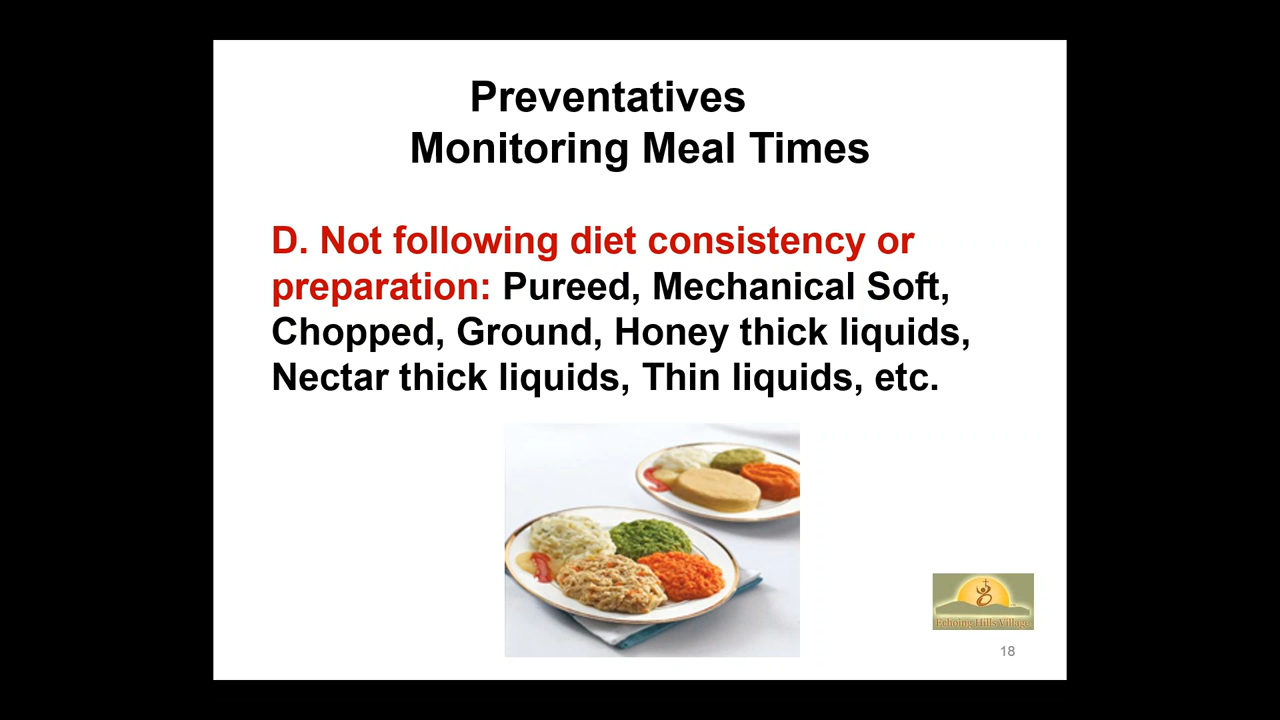 Preventatives
Monitoring Meal Times
D. Not following diet consistency or
preparation: Pureed, Mechanical Soft,
Chopped, Ground, Honey thick liquids,
Nectar thick liquids, Thin liquids, etc.
Echoing Hills Village
18